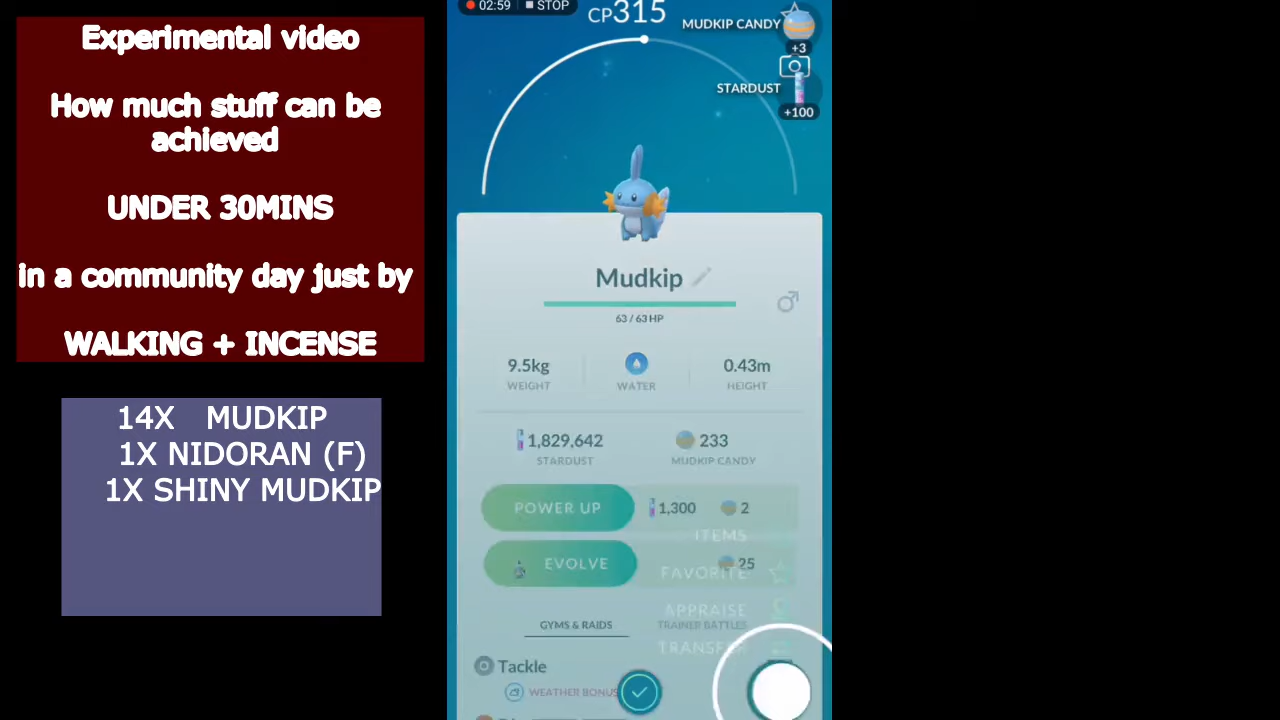 Experimental video
How much stuff can be
achieved
UNDER 30MINS
in a community day just by
WALKING + INCENSE
14X MUDKIP
1X NIDORAN (F)
1X SHINY MUDKIP
02:59 STOP
CP315
MUDKIP CANDY
+3
STARDUST
+100
Mudkip
63 / 63 HP
9.5kg
WEIGHT
WATER
0.43m
HEIGHT
1,829,642
STARDUST
233
MUDKIP CANDY
POWER UP 1,300 2
ITEMS
EVOLVE 25
FAVORITE
APPRAISE
GYMS & RAIDS TRAINER BATTLES
TRANSFER
Tackle
WEATHER BONUS